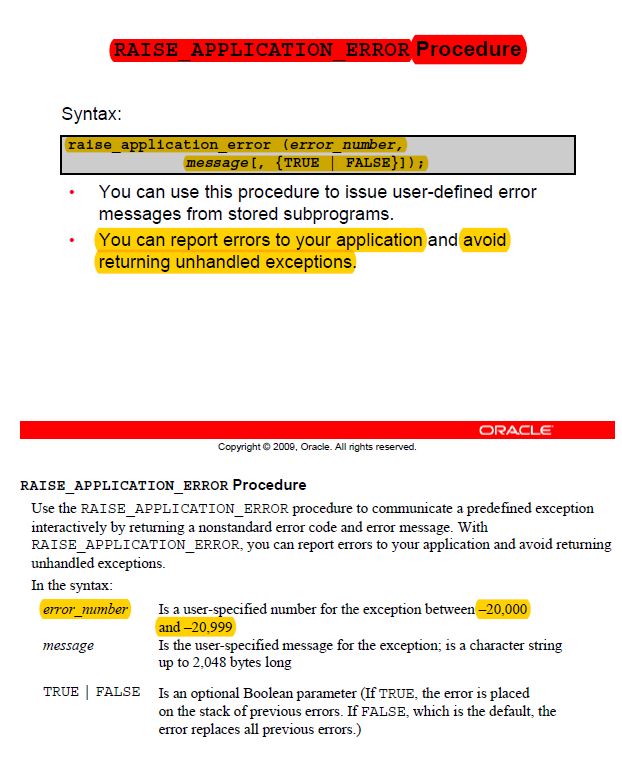 RAISE_APPLICATION_ERROR Procedure
Syntax:
raise_application_error (error_number,
message[, {TRUE | FALSE}]);
• You can use this procedure to issue user-defined error
messages from stored subprograms.
• You can report errors to your application and avoid
returning unhandled exceptions.
ORACLE
Copyright © 2009, Oracle. All rights reserved.
RAISE_APPLICATION_ERROR Procedure
Use the RAISE_APPLICATION_ERROR procedure to communicate a predefined exception
interactively by returning a nonstandard error code and error message. With
RAISE_APPLICATION_ERROR, you can report errors to your application and avoid returning
unhandled exceptions.
In the syntax:
error_number Is a user-specified number for the exception between –20,000
and –20,999
message Is the user-specified message for the exception; is a character string
up to 2,048 bytes long
TRUE | FALSE Is an optional Boolean parameter (If TRUE, the error is placed
on the stack of previous errors. If FALSE, which is the default, the
error replaces all previous errors.)